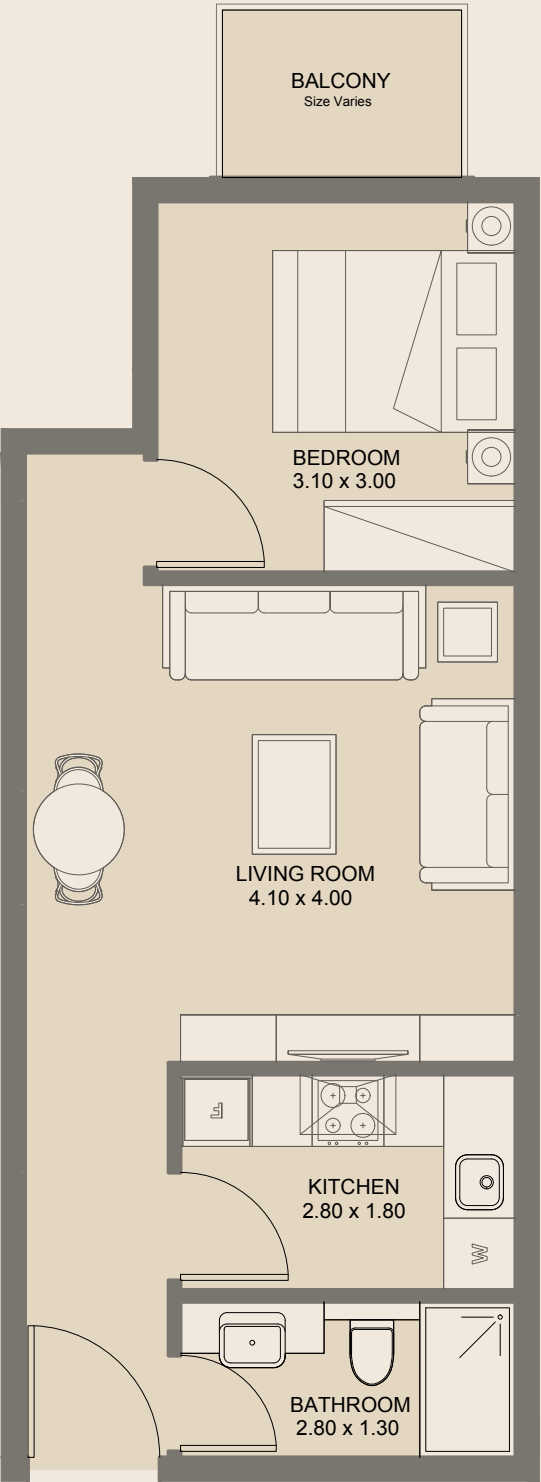 BALCONY
Size Varies
BEDROOM
3.10 x 3.00
LIVING ROOM
4.10 x 4.00
F
KITCHEN
2.80 x 1.80
W
BATHROOM
2.80 x 1.30